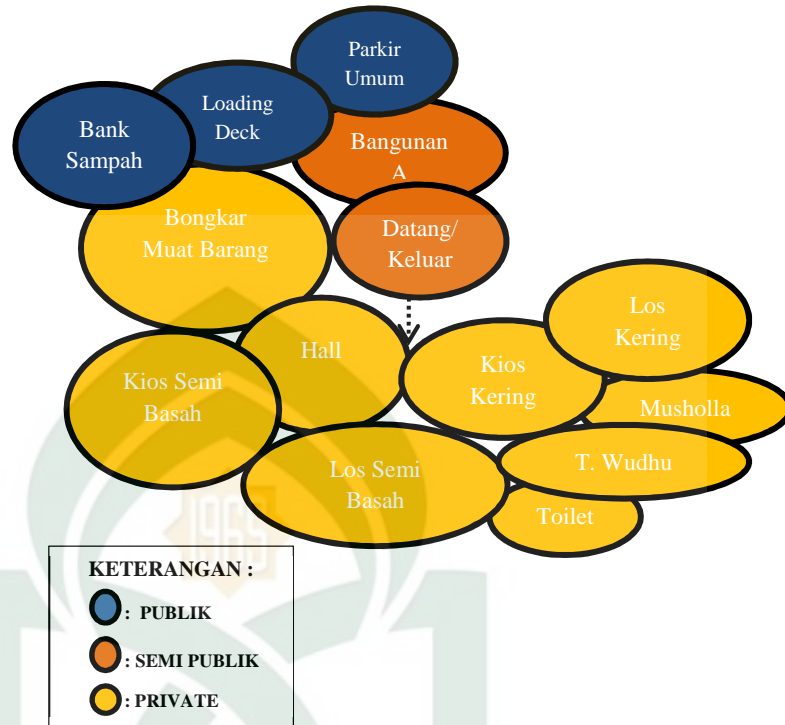 Parkir
Umum
Loading
Deck
Bank
Sampah
Bangunan
A
Bongkar
Muat Barang
Datang/
Keluar
Los
Kering
Hall
Kios
Kering
Kios Semi
Basah
Musholla
T. Wudhu
Los Semi
Basah
Toilet
1965
KETERANGAN :
: PUBLIK
: SEMI PUBLIK
: PRIVATE